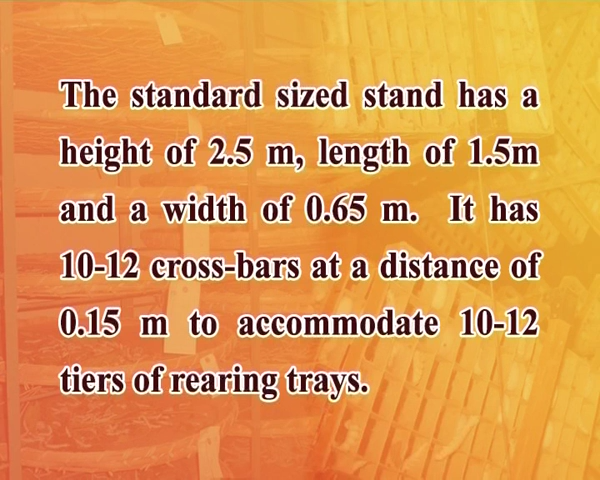 The standard sized stand has a
height of 2.5 m, length of 1.5m
and a width of 0.65 m.  It has
10-12 cross-bars at a distance of
0.15 m to accommodate 10-12
tiers of rearing trays.